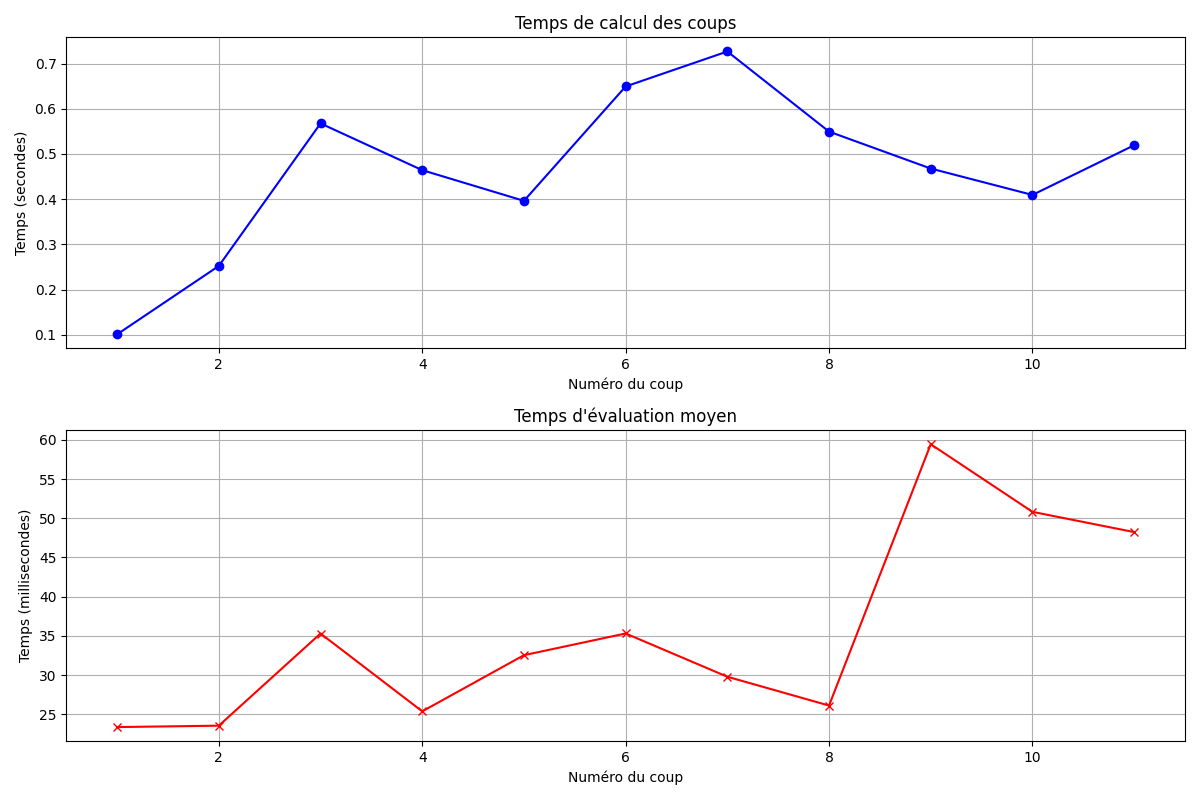 Temps de calcul des coups
Temps (secondes)
0.7
0.6
0.5
0.4
0.3
0.2
0.1
2 4 6 8 10
Numéro du coup
Temps d'évaluation moyen
Temps (millisecondes)
60
55
50
45
40
35
30
25
2 4 6 8 10
Numéro du coup